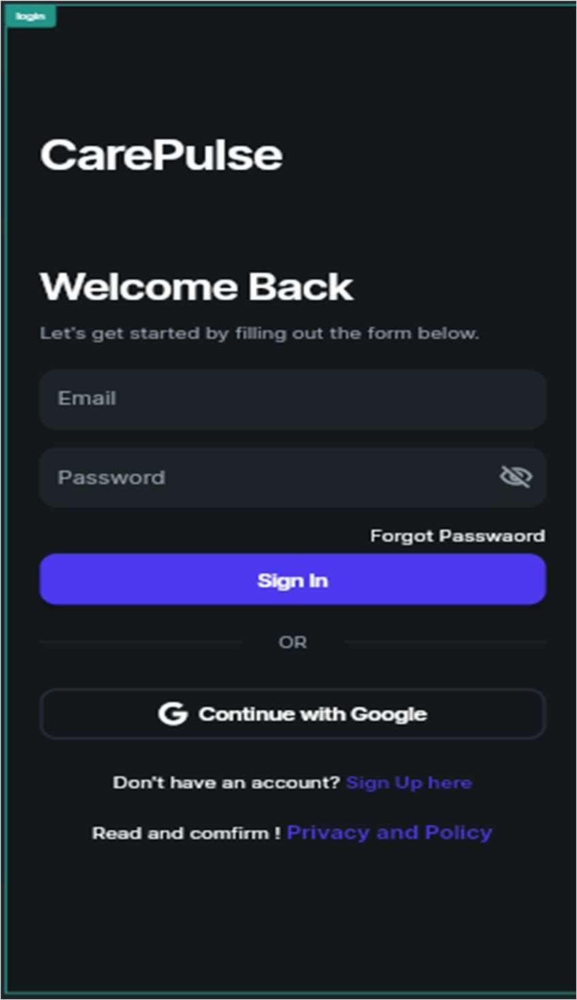 login
CarePulse
Welcome Back
Let's get started by filling out the form below.
Email
Password
Forgot Passwaord
Sign In
OR
Continue with Google
Don't have an account? Sign Up here
Read and comfirm ! Privacy and Policy